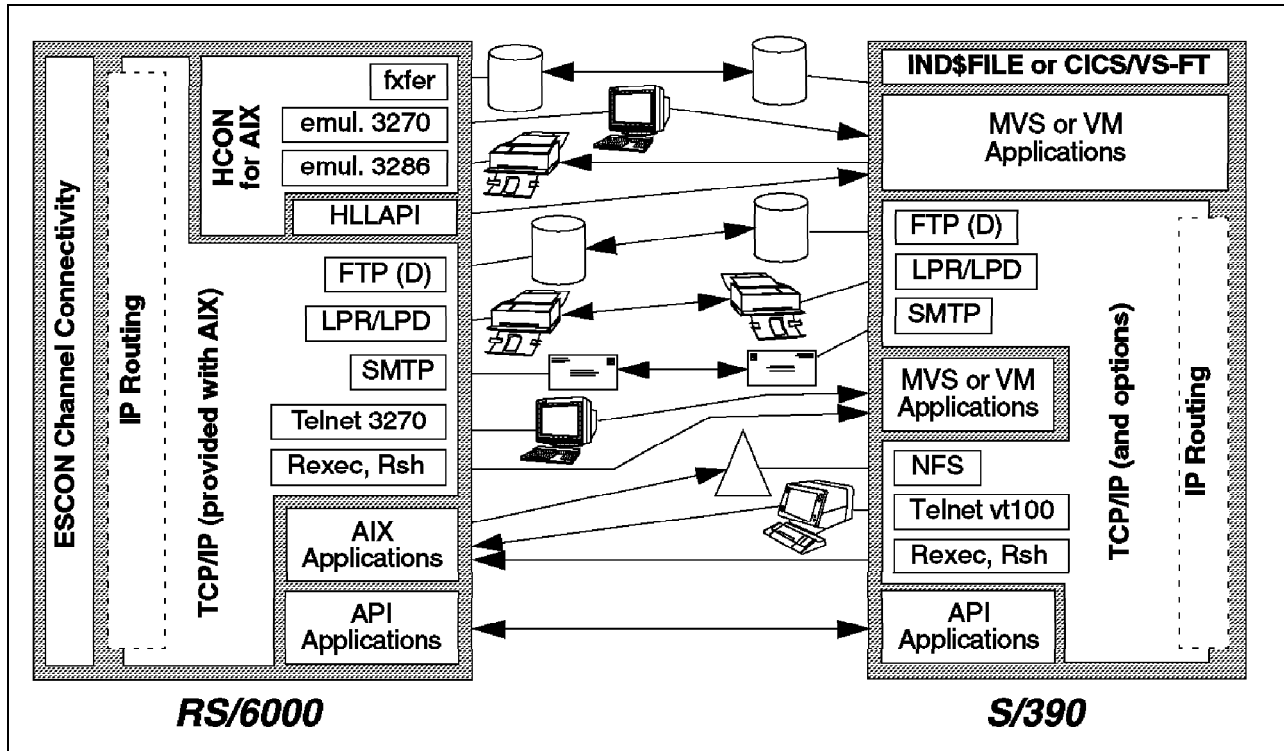 ESCON Channel Connectivity
IP Routing
TCP/IP (provided with AIX)
HCON
for AIX
fxfer
emul. 3270
emul. 3286
HLLAPI
FTP (D)
LPR/LPD
SMTP
Telnet 3270
Rexec, Rsh
AIX
Applications
API
Applications
RS/6000
IND$FILE or CICS/VS-FT
MVS or VM
Applications
FTP (D)
LPR/LPD
SMTP
MVS or VM
Applications
NFS
Telnet vt100
Rexec, Rsh
API
Applications
TCP/IP (and options)
IP Routing
S/390